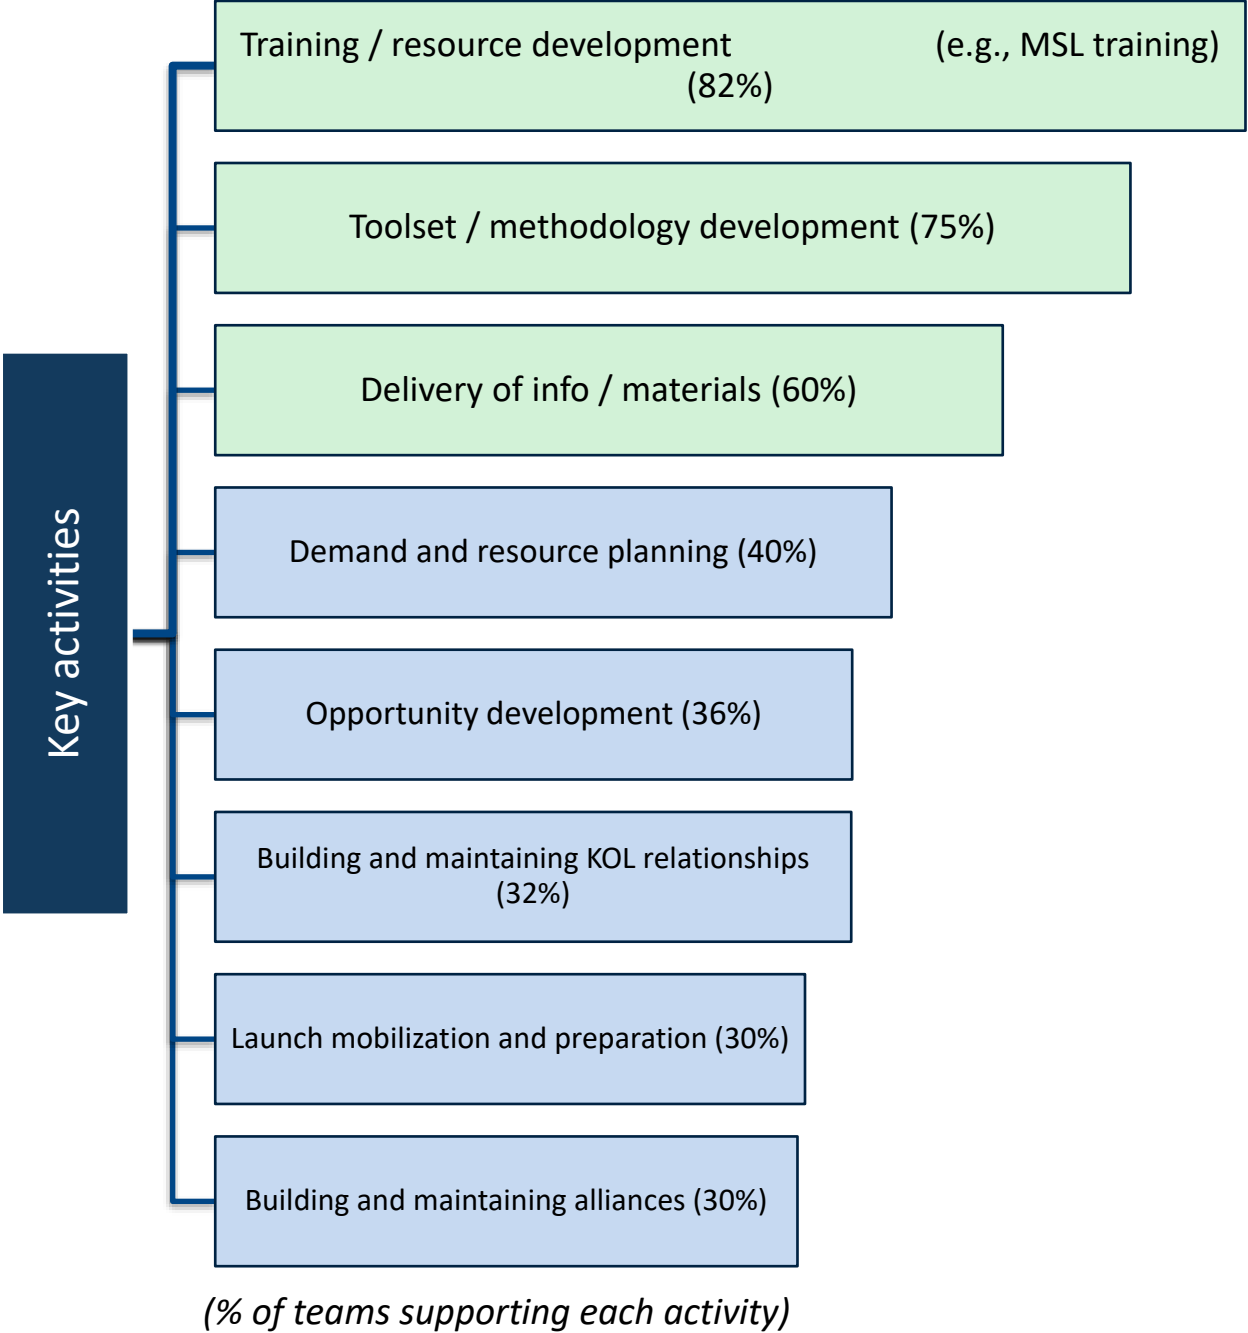 Training / resource development (e.g., MSL training)
(82%)
Toolset / methodology development (75%)
Delivery of info / materials (60%)
Key activities
Demand and resource planning (40%)
Opportunity development (36%)
Building and maintaining KOL relationships
(32%)
Launch mobilization and preparation (30%)
Building and maintaining alliances (30%)
(% of teams supporting each activity)